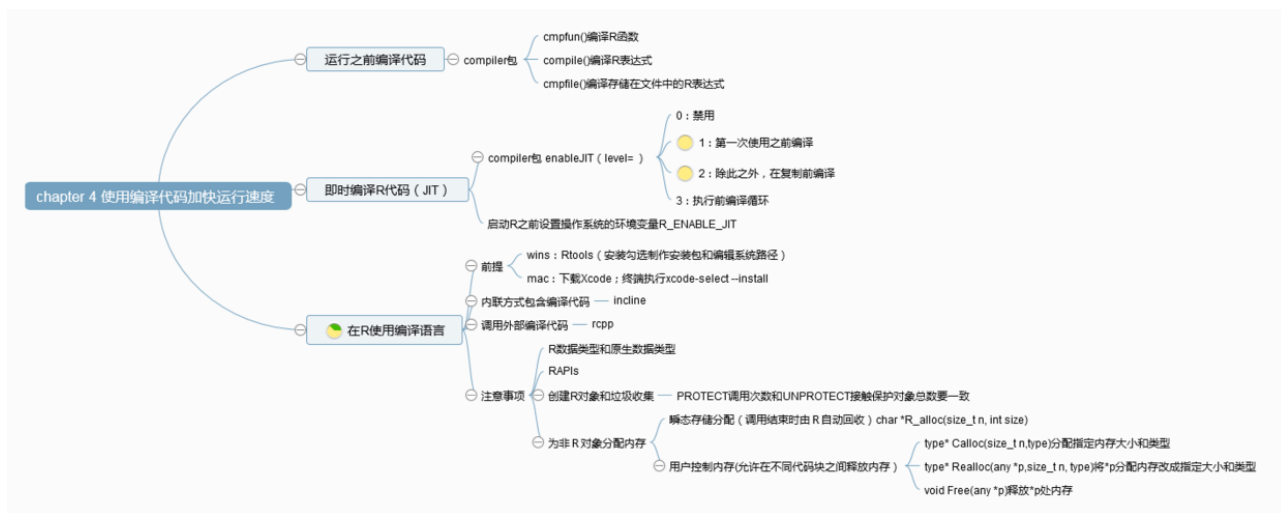 chapter 4 使用编译代码加快运行速度
运行之前编译代码
compiler包
cmpfun()编译R函数
compile()编译R表达式
cmpfile()编译存储在文件中的R表达式
即时编译R代码（JIT）
compiler包 enableJIT（level= ）
0：禁用
1：第一次使用之前编译
2：除此之外，在复制前编译
3：执行前编译循环
启动R之前设置操作系统的环境变量R_ENABLE_JIT
在R使用编译语言
前提
wins：Rtools（安装勾选制作安装包和编辑系统路径）
mac：下载Xcode；终端执行xcode-select --install
内联方式包含编译代码
incline
调用外部编译代码
rcpp
注意事项
R数据类型和原生数据类型
RAPIs
创建R对象和垃圾收集
PROTECT调用次数和UNPROTECT接触保护对象总数要一致
为非R对象分配内存
瞬态存储分配（调用结束时由R自动回收）char *R_alloc(size_t n, int size)
用户控制内存(允许在不同代码块之间释放内存）
type* Calloc(size_t n,type)分配指定内存大小和类型
type* Realloc(any *p,size_t n, type)将*p分配内存改成指定大小和类型
void Free(any *p)释放*p处内存